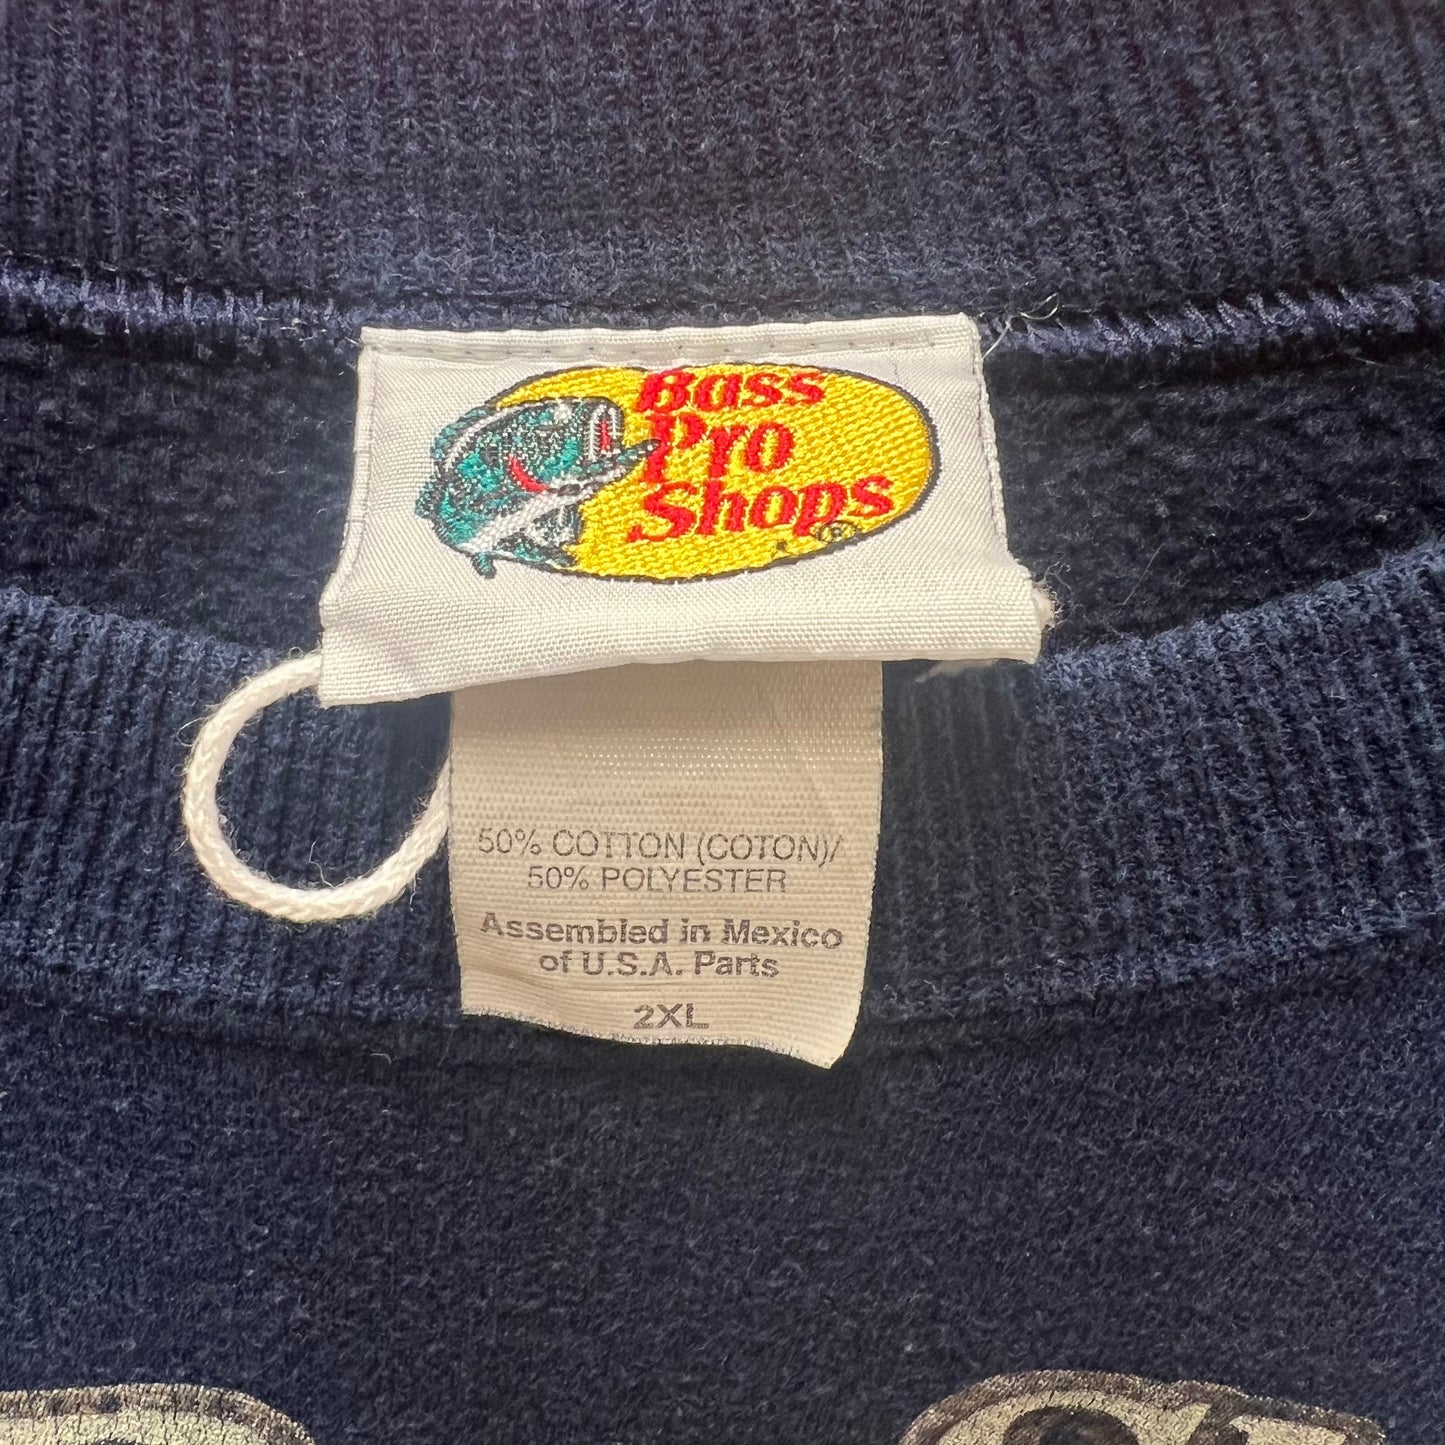 Bass
Pro
Shops
®
50% COTTON (COTON)/
50% POLYESTER
Assembled in Mexico
of U.S.A. Parts
2XL